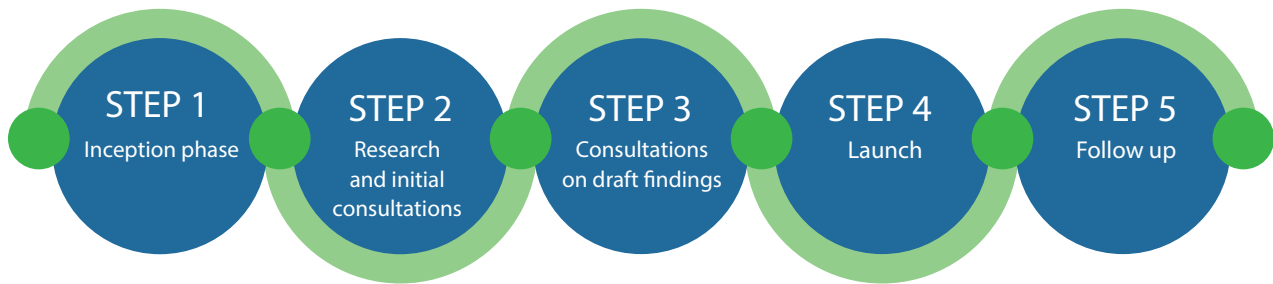 STEP 1
Inception phase
STEP 2
Research
and initial
consultations
STEP 3
Consultations
on draft findings
STEP 4
Launch
STEP 5
Follow up